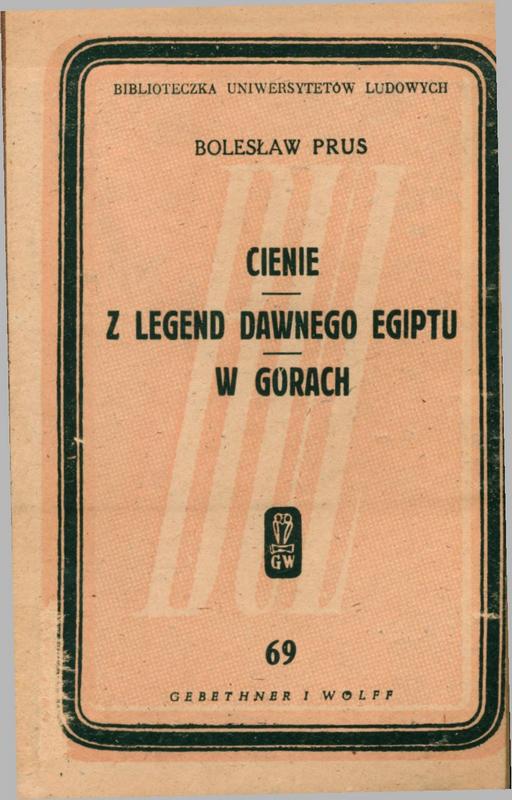 BIBLIOTECZKA UNIWERSYTETÓW LUDOWYCH
BOLESŁAW PRUS
CIENIE
Z LEGEND DAWNEGO EGIPTU
W GÓRACH
GW
69
GEBETHNER I WOLFF